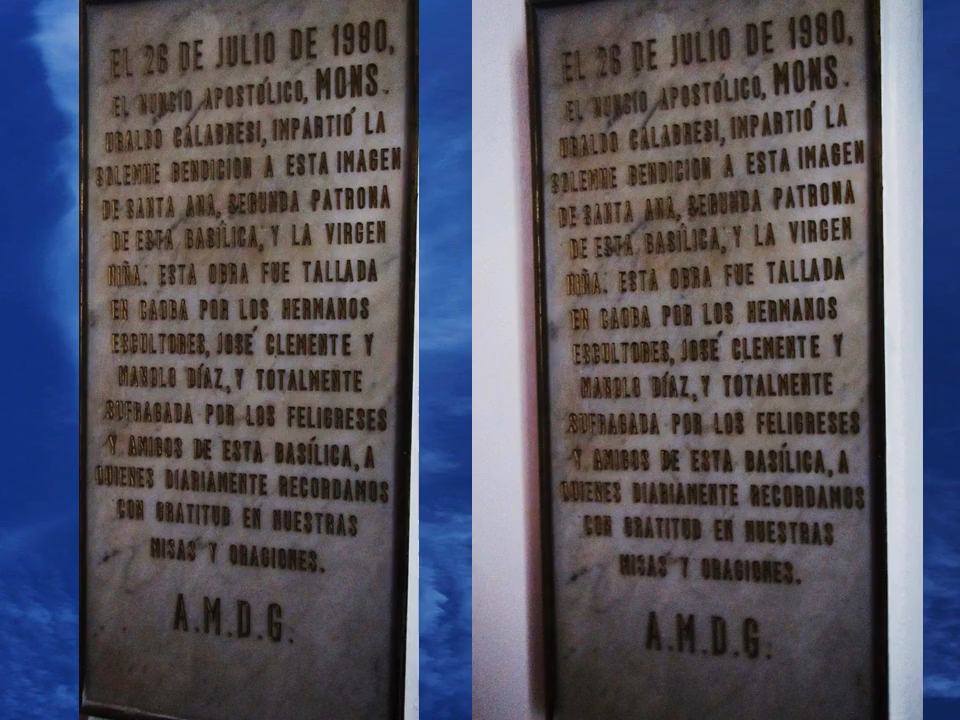 EL 26 DE JULIO DE 1980,
EL NUNCIO APOSTÓLICO, MONS.
UBALDO CALABRESI, IMPARTIÓ LA
SOLEMNE BENDICION A ESTA IMAGEN
DE SANTA ANA, SEGUNDA PATRONA
DE ESTA BASÍLICA, Y LA VIRGEN
NIÑA. ESTA OBRA FUE TALLADA
EN CAOBA POR LOS HERMANOS
ESCULTORES, JOSÉ CLEMENTE Y
MANOLO DÍAZ, Y TOTALMENTE
SUFRAGADA POR LOS FELIGRESES
Y AMIGOS DE ESTA BASÍLICA, A
QUIENES DIARIAMENTE RECORDAMOS
CON GRATITUD EN NUESTRAS
MISAS Y ORACIONES.
A.M.D.G.
EL 26 DE JULIO DE 1980,
EL NUNCIO APOSTÓLICO, MONS.
UBALDO CALABRESI, IMPARTIÓ LA
SOLEMNE BENDICION A ESTA IMAGEN
DE SANTA ANA, SEGUNDA PATRONA
DE ESTA BASÍLICA, Y LA VIRGEN
NIÑA. ESTA OBRA FUE TALLADA
EN CAOBA POR LOS HERMANOS
ESCULTORES, JOSÉ CLEMENTE Y
MANOLO DÍAZ, Y TOTALMENTE
SUFRAGADA POR LOS FELIGRESES
Y AMIGOS DE ESTA BASÍLICA, A
QUIENES DIARIAMENTE RECORDAMOS
CON GRATITUD EN NUESTRAS
MISAS Y ORACIONES.
A.M.D.G.